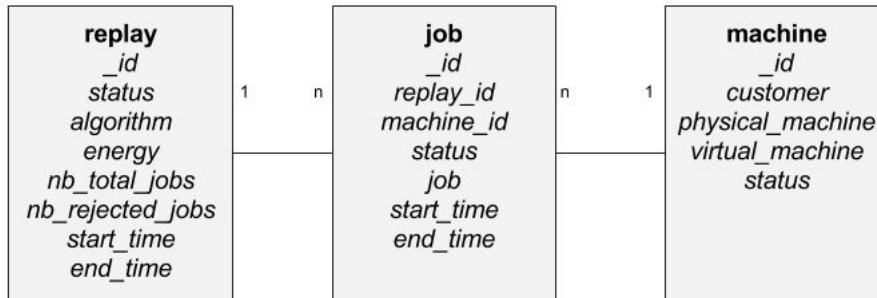 replay
_id
status
algorithm
energy
nb_total_jobs
nb_rejected_jobs
start_time
end_time
1
n
job
_id
replay_id
machine_id
status
job
start_time
end_time
n
1
machine
_id
customer
physical_machine
virtual_machine
status